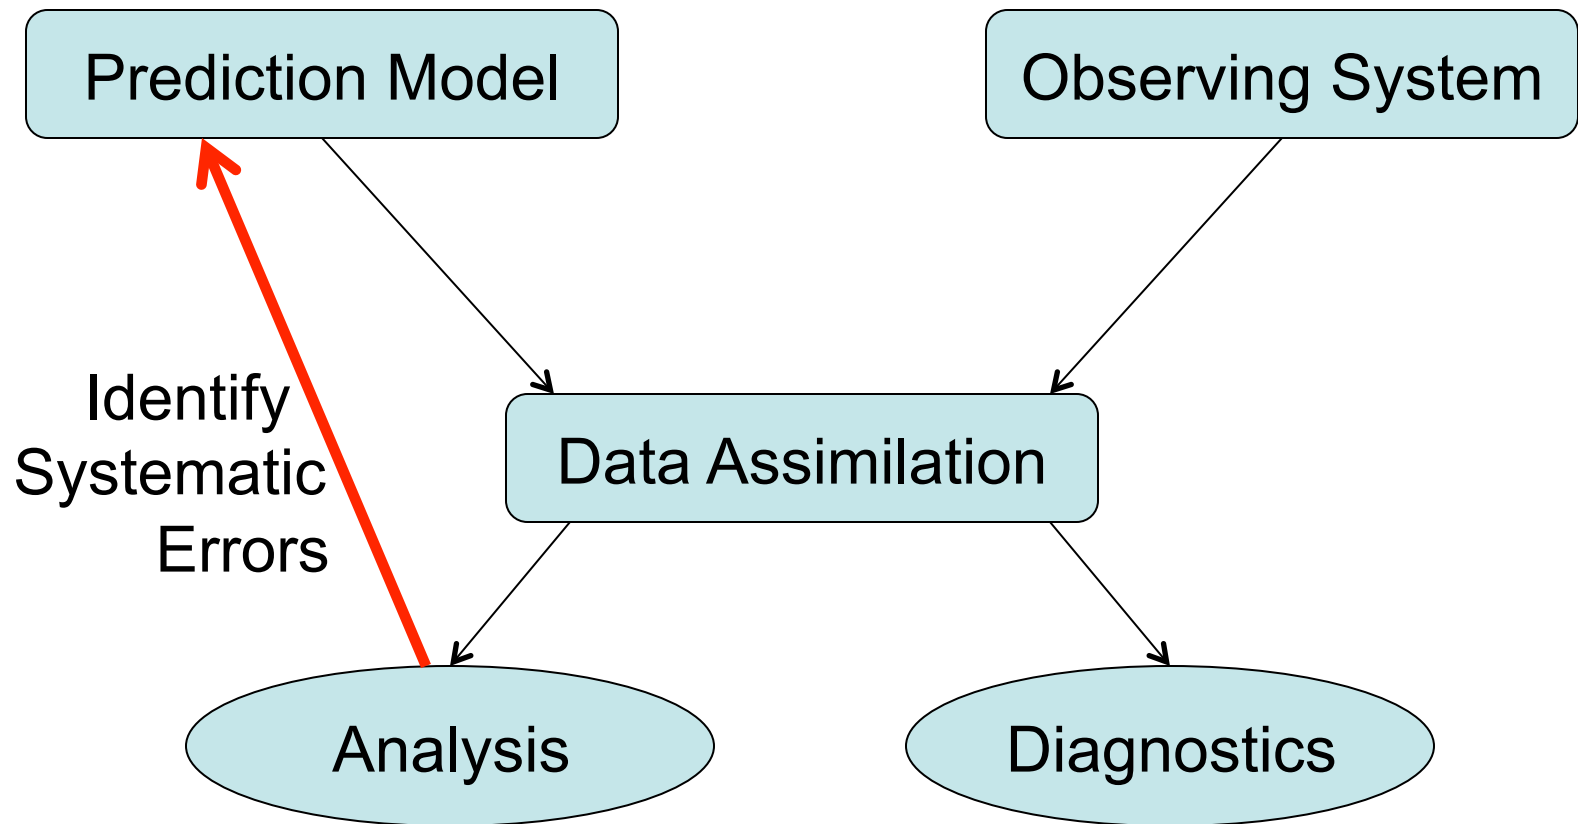 Prediction Model
Observing System
Identify
Systematic
Errors
Data Assimilation
Analysis
Diagnostics